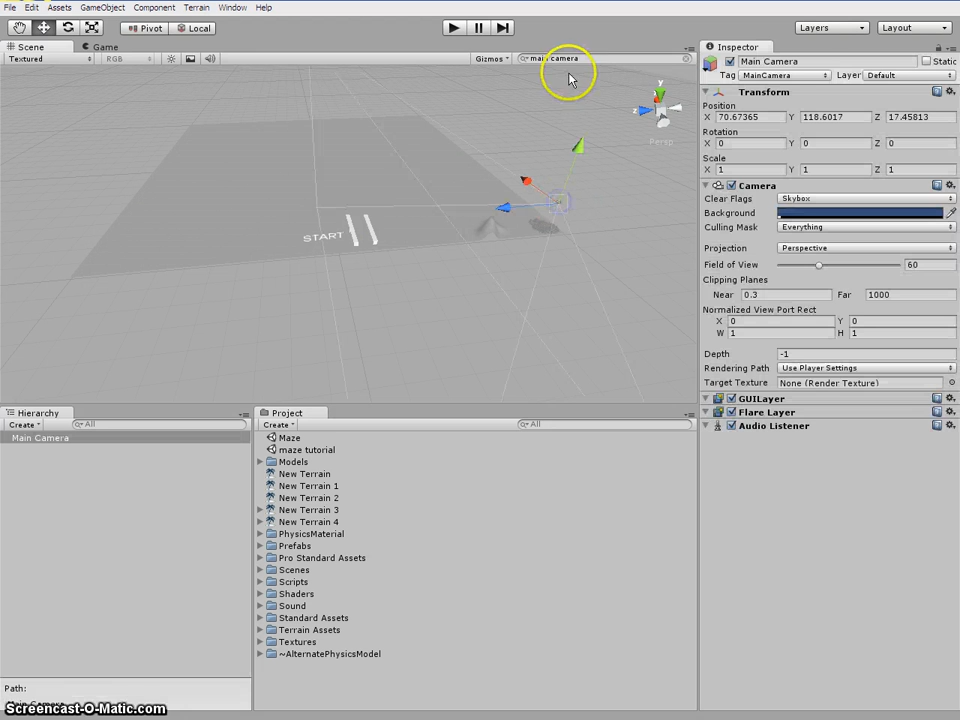 File Edit Assets GameObject Component Terrain Window Help
Pivot Local Layers Layout
Scene Game Inspector
Textured RGB Gizmos main camera Main Camera Static
Tag MainCamera Layer Default
Transform
Position
X 70.67365 Y 118.6017 Z 17.45813
Rotation
X 0 Y 0 Z 0
Scale
X 1 Y 1 Z 1
y
z
Persp
START
Camera
Clear Flags Skybox
Background
Culling Mask Everything
Projection Perspective
Field of View 60
Clipping Planes
Near 0.3 Far 1000
Normalized View Port Rect
X 0 Y 0
W 1 H 1
Depth -1
Rendering Path Use Player Settings
Target Texture None (Render Texture)
GUILayer
Flare Layer
Audio Listener
Hierarchy
Create All
Main Camera
Project
Create All
Maze
maze tutorial
Models
New Terrain
New Terrain 1
New Terrain 2
New Terrain 3
New Terrain 4
PhysicsMaterial
Prefabs
Pro Standard Assets
Scenes
Scripts
Shaders
Sound
Standard Assets
Terrain Assets
Textures
~AlternatePhysicsModel
Path:
Screencast-O-Matic.com